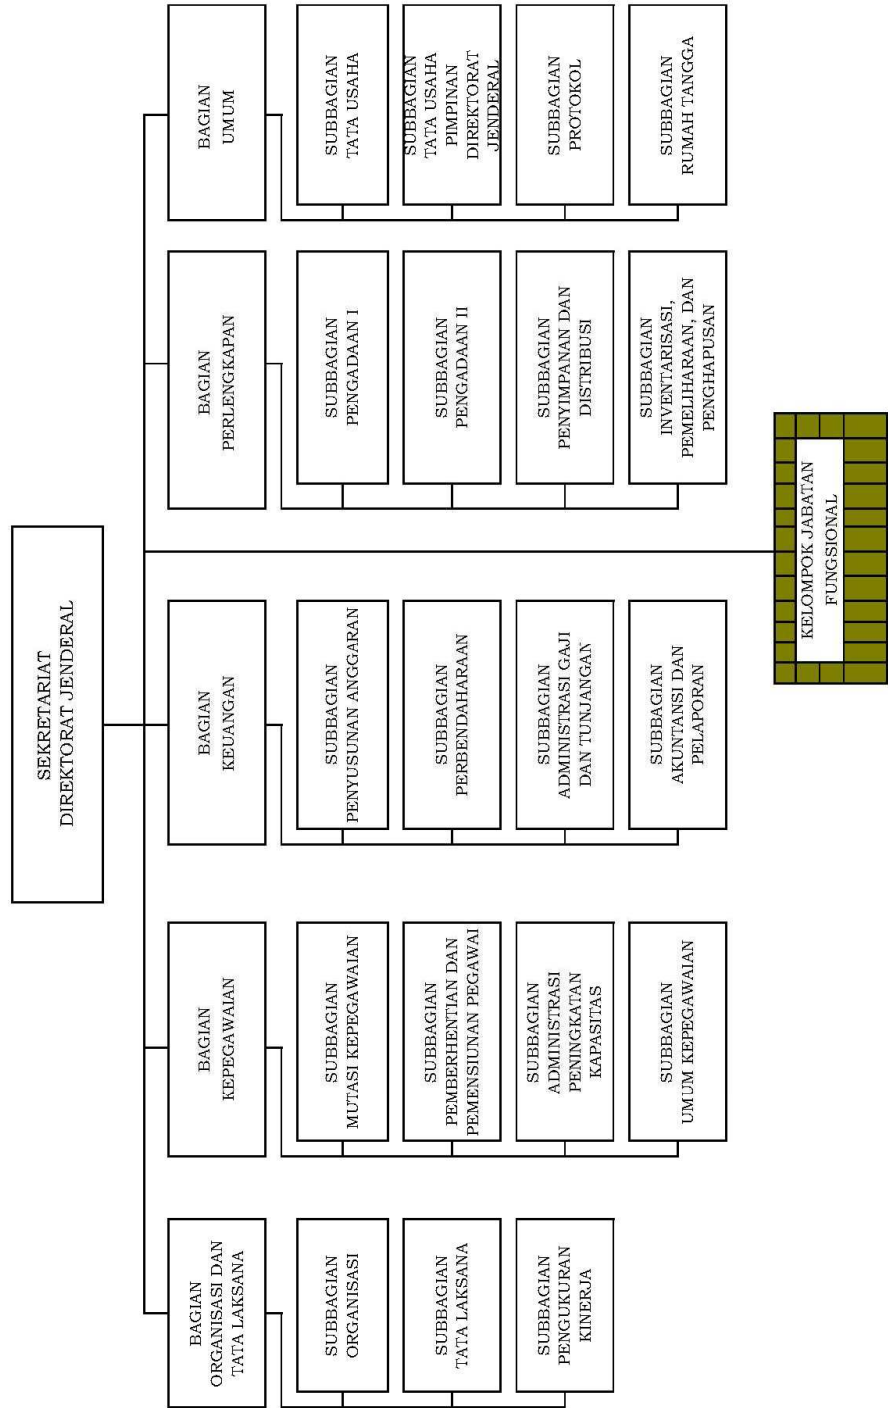 SEKRETARIAT
DIREKTORAT JENDERAL
BAGIAN
ORGANISASI DAN
TATA LAKSANA
SUBBAGIAN
ORGANISASI
SUBBAGIAN
TATA LAKSANA
SUBBAGIAN
PENGUKURAN
KINERJA
BAGIAN
KEPEGAWAIAN
SUBBAGIAN
MUTASI KEPEGAWAIAN
SUBBAGIAN
PEMBERHENTIAN DAN
PEMENSIUNAN PEGAWAI
SUBBAGIAN
ADMINISTRASI
PENINGKATAN
KAPASITAS
SUBBAGIAN
UMUM KEPEGAWAIAN
BAGIAN
KEUANGAN
SUBBAGIAN
PENYUSUNAN ANGGARAN
SUBBAGIAN
PERBENDAHARAAN
SUBBAGIAN
ADMINISTRASI GAJI
DAN TUNJANGAN
SUBBAGIAN
AKUNTANSI DAN
PELAPORAN
BAGIAN
PERLENGKAPAN
SUBBAGIAN
PENGADAAN I
SUBBAGIAN
PENGADAAN II
SUBBAGIAN
PENYIMPANAN DAN
DISTRIBUSI
SUBBAGIAN
INVENTARISASI,
PEMELIHARAAN, DAN
PENGHAPUSAN
BAGIAN
UMUM
SUBBAGIAN
TATA USAHA
SUBBAGIAN
TATA USAHA
PIMPINAN
DIREKTORAT
JENDERAL
SUBBAGIAN
PROTOKOL
SUBBAGIAN
RUMAH TANGGA
KELOMPOK JABATAN
FUNGSIONAL